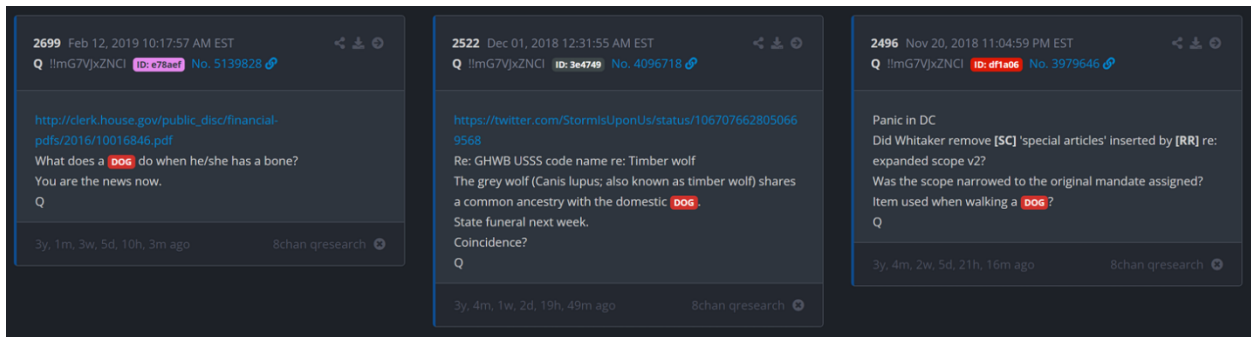 2699 Feb 12, 2019 10:17:57 AM EST
Q !!mG7VJxZNCI ID: e78aef No. 5139828
http://clerk.house.gov/public_disc/financial-
pdfs/2016/10016846.pdf
What does a DOG do when he/she has a bone?
You are the news now.
Q
3y, 1m, 3w, 5d, 10h, 3m ago 8chan qresearch
2522 Dec 01, 2018 12:31:55 AM EST
Q !!mG7VJxZNCI ID: 3e4749 No. 4096718
https://twitter.com/StormIsUponUs/status/106707662805066
9568
Re: GHWB USSS code name re: Timber wolf
The grey wolf (Canis lupus; also known as timber wolf) shares
a common ancestry with the domestic DOG.
State funeral next week.
Coincidence?
Q
3y, 4m, 1w, 2d, 19h, 49m ago 8chan qresearch
2496 Nov 20, 2018 11:04:59 PM EST
Q !!mG7VJxZNCI ID: df1a06 No. 3979646
Panic in DC
Did Whitaker remove [SC] 'special articles' inserted by [RR] re:
expanded scope v2?
Was the scope narrowed to the original mandate assigned?
Item used when walking a DOG?
Q
3y, 4m, 2w, 5d, 21h, 16m ago 8chan qresearch